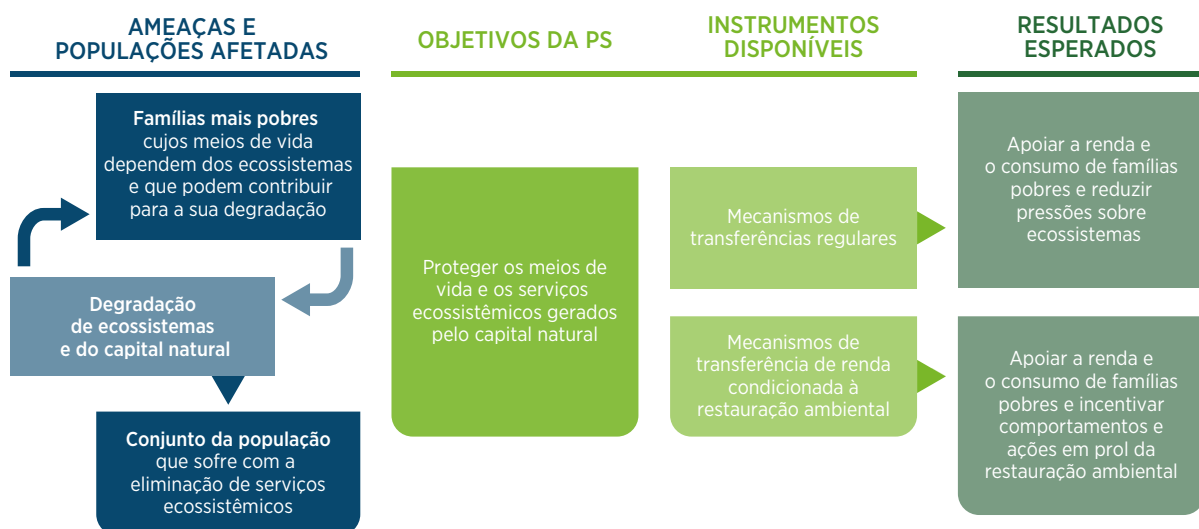 AMEAÇAS E
POPULAÇÕES AFETADAS
OBJETIVOS DA PS
INSTRUMENTOS
DISPONÍVEIS
RESULTADOS
ESPERADOS
Famílias mais pobres
cujos meios de vida
dependem dos ecossistemas
e que podem contribuir
para a sua degradação
Degradação
de ecossistemas
e do capital natural
Conjunto da população
que sofre com a
eliminação de serviços
ecossistêmicos
Proteger os meios de
vida e os serviços
ecossistêmicos gerados
pelo capital natural
Mecanismos de
transferências regulares
Mecanismos de
transferência de renda
condicionada à
restauração ambiental
Apoiar a renda e
o consumo de famílias
pobres e reduzir
pressões sobre
ecossistemas
Apoiar a renda e
o consumo de famílias
pobres e incentivar
comportamentos e
ações em prol da
restauração ambiental